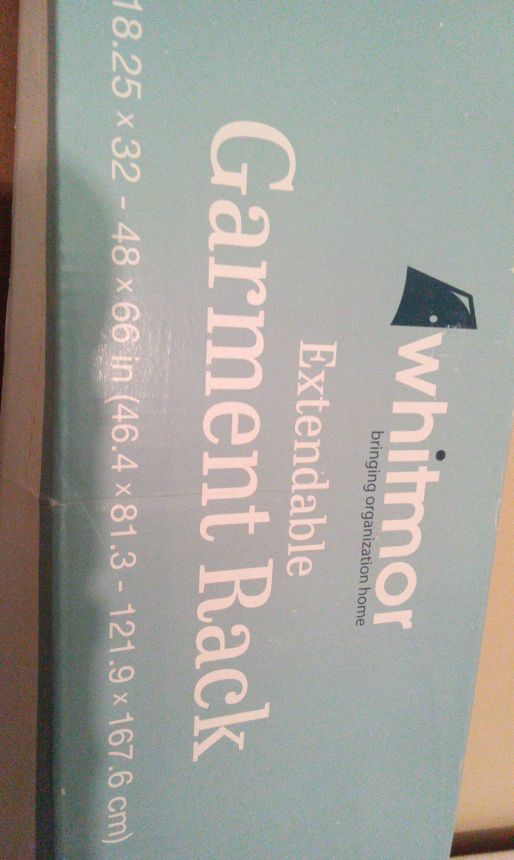 whitmor
bringing organization home
Extendable
Garment Rack
18.25 x 32 - 48 x 66 in (46.4 x 81.3 - 121.9 x 167.6 cm)